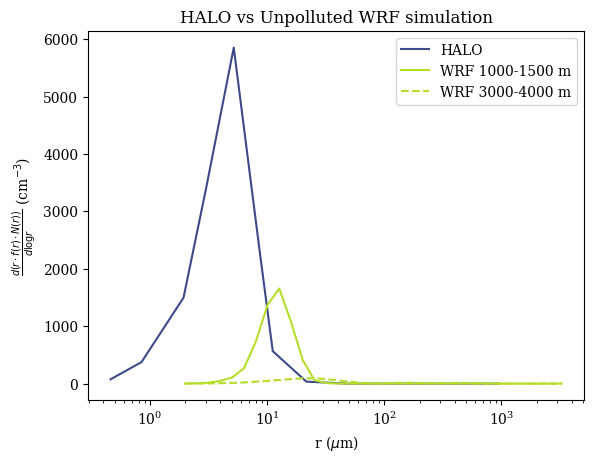 HALO vs Unpolluted WRF simulation
HALO
WRF 1000-1500 m
WRF 3000-4000 m
6000
5000
4000
3000
2000
1000
0
d(r · f(r) · N(r))/dlogr (cm⁻³)
10⁰ 10¹ 10² 10³
r (μm)